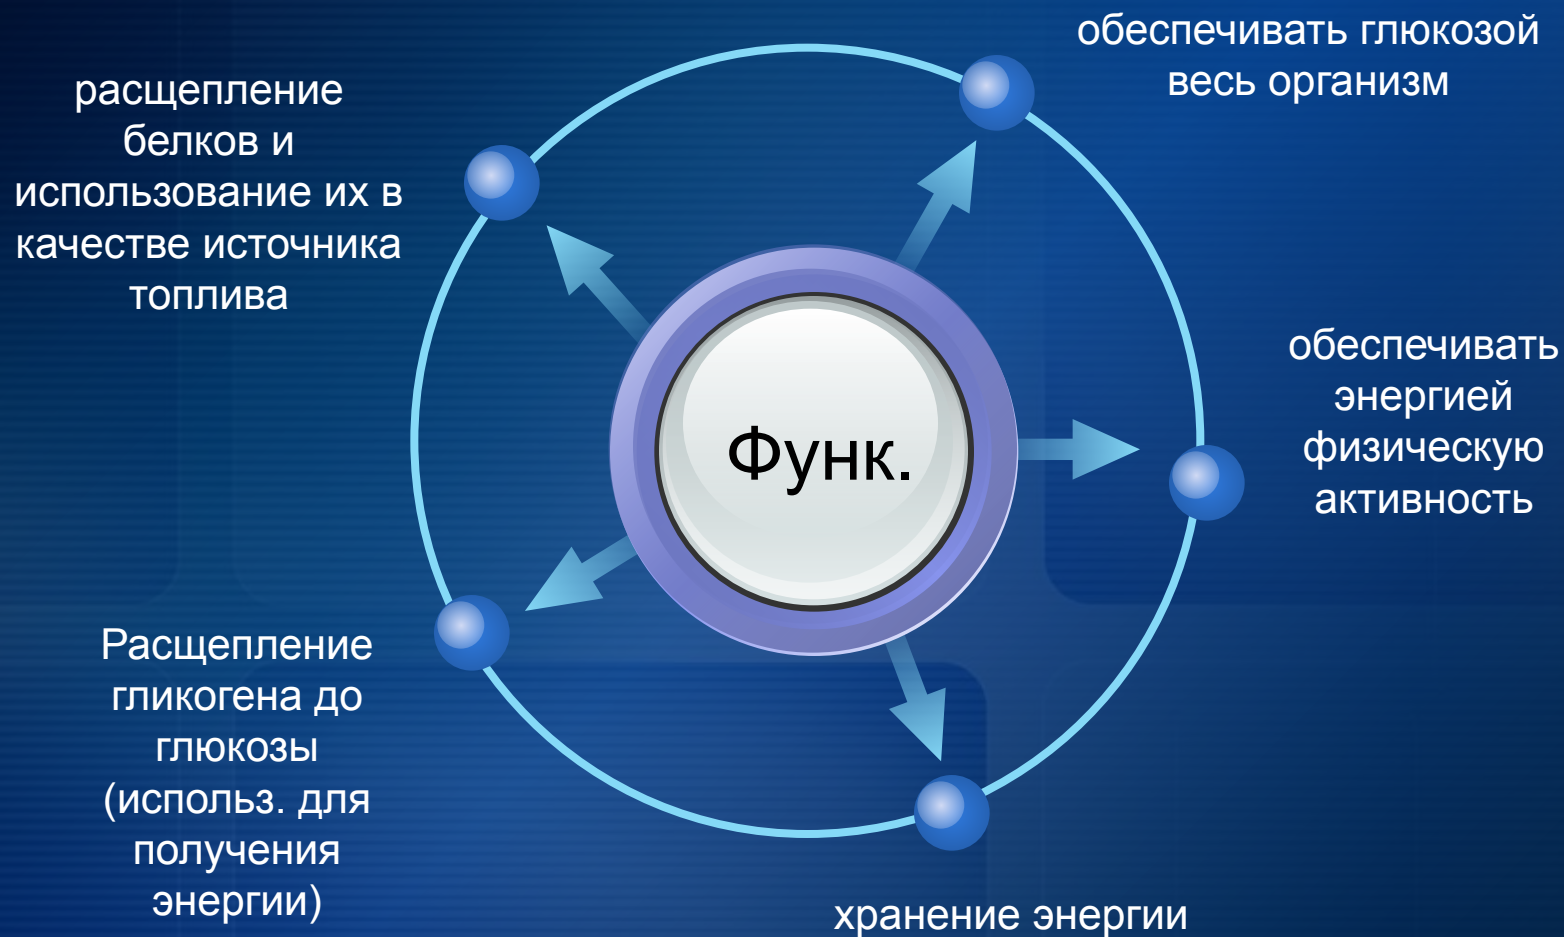 обеспечивать глюкозой
весь организм
расщепление
белков и
использование их в
качестве источника
топлива
обеспечивать
энергией
физическую
активность
Функ.
Расщепление
гликогена до
глюкозы
(использ. для
получения
энергии)
хранение энергии